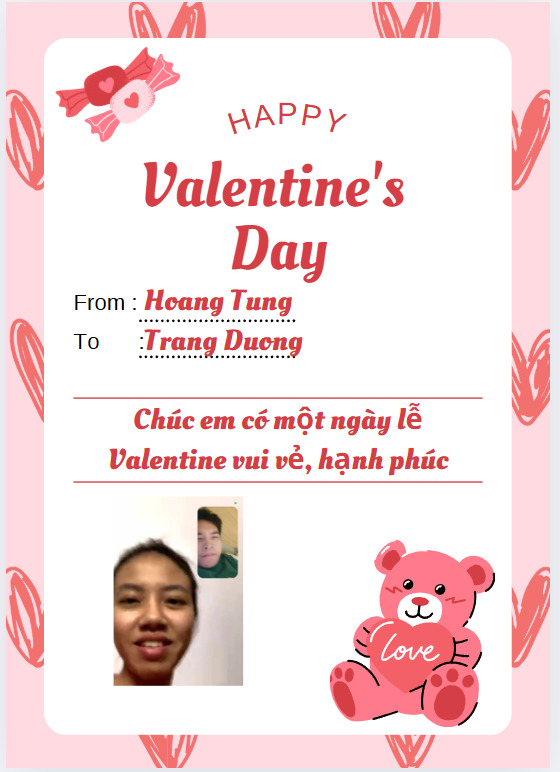 HAPPY
Valentine's
Day
From : Hoang Tung
To :Trang Duong
Chúc em có một ngày lễ
Valentine vui vẻ, hạnh phúc
love